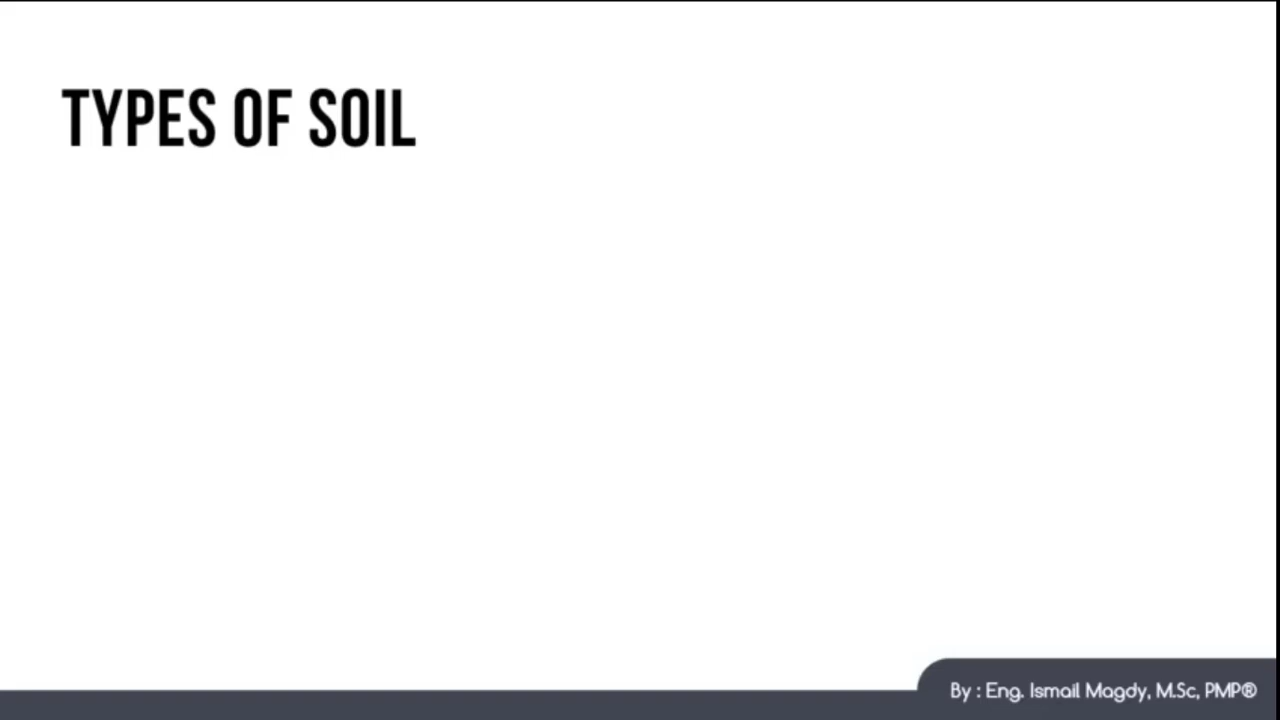 TYPES OF SOIL
By : Eng. Ismail Magdy, M.Sc, PMP®